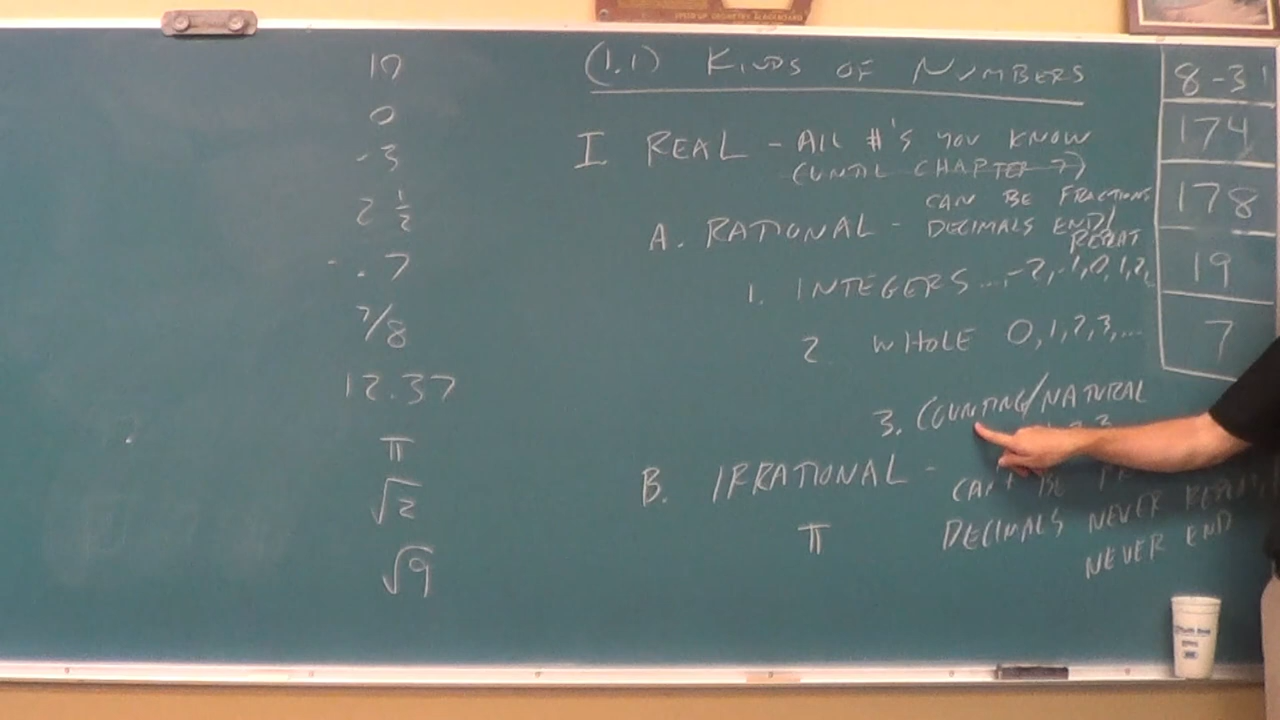 10
0
-3
2 1/2
-.7
7/8
12.37
π
√2
√9
(1.1) KINDS OF NUMBERS
I REAL - ALL #'S YOU KNOW
(UNTIL CHAPTER 7)
CAN BE FRACTIONS
A. RATIONAL - DECIMALS END/
REPEAT
1. INTEGERS ...,-2,-1,0,1,2,
2 WHOLE 0,1,2,3,...
3. COUNTING/NATURAL
B. IRRATIONAL -
CAN'T BE
π DECIMALS NEVER REPEAT,
NEVER END
8-31
174
178
19
7